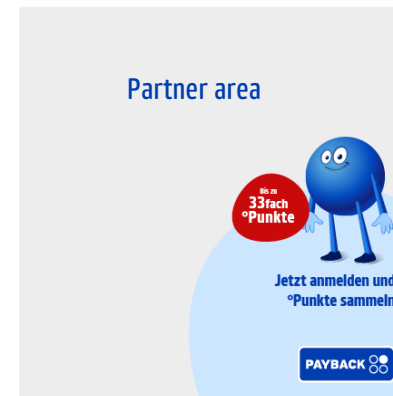 Partner area
Bis zu
33fach
°Punkte
Jetzt anmelden und
°Punkte sammeln
PAYBACK